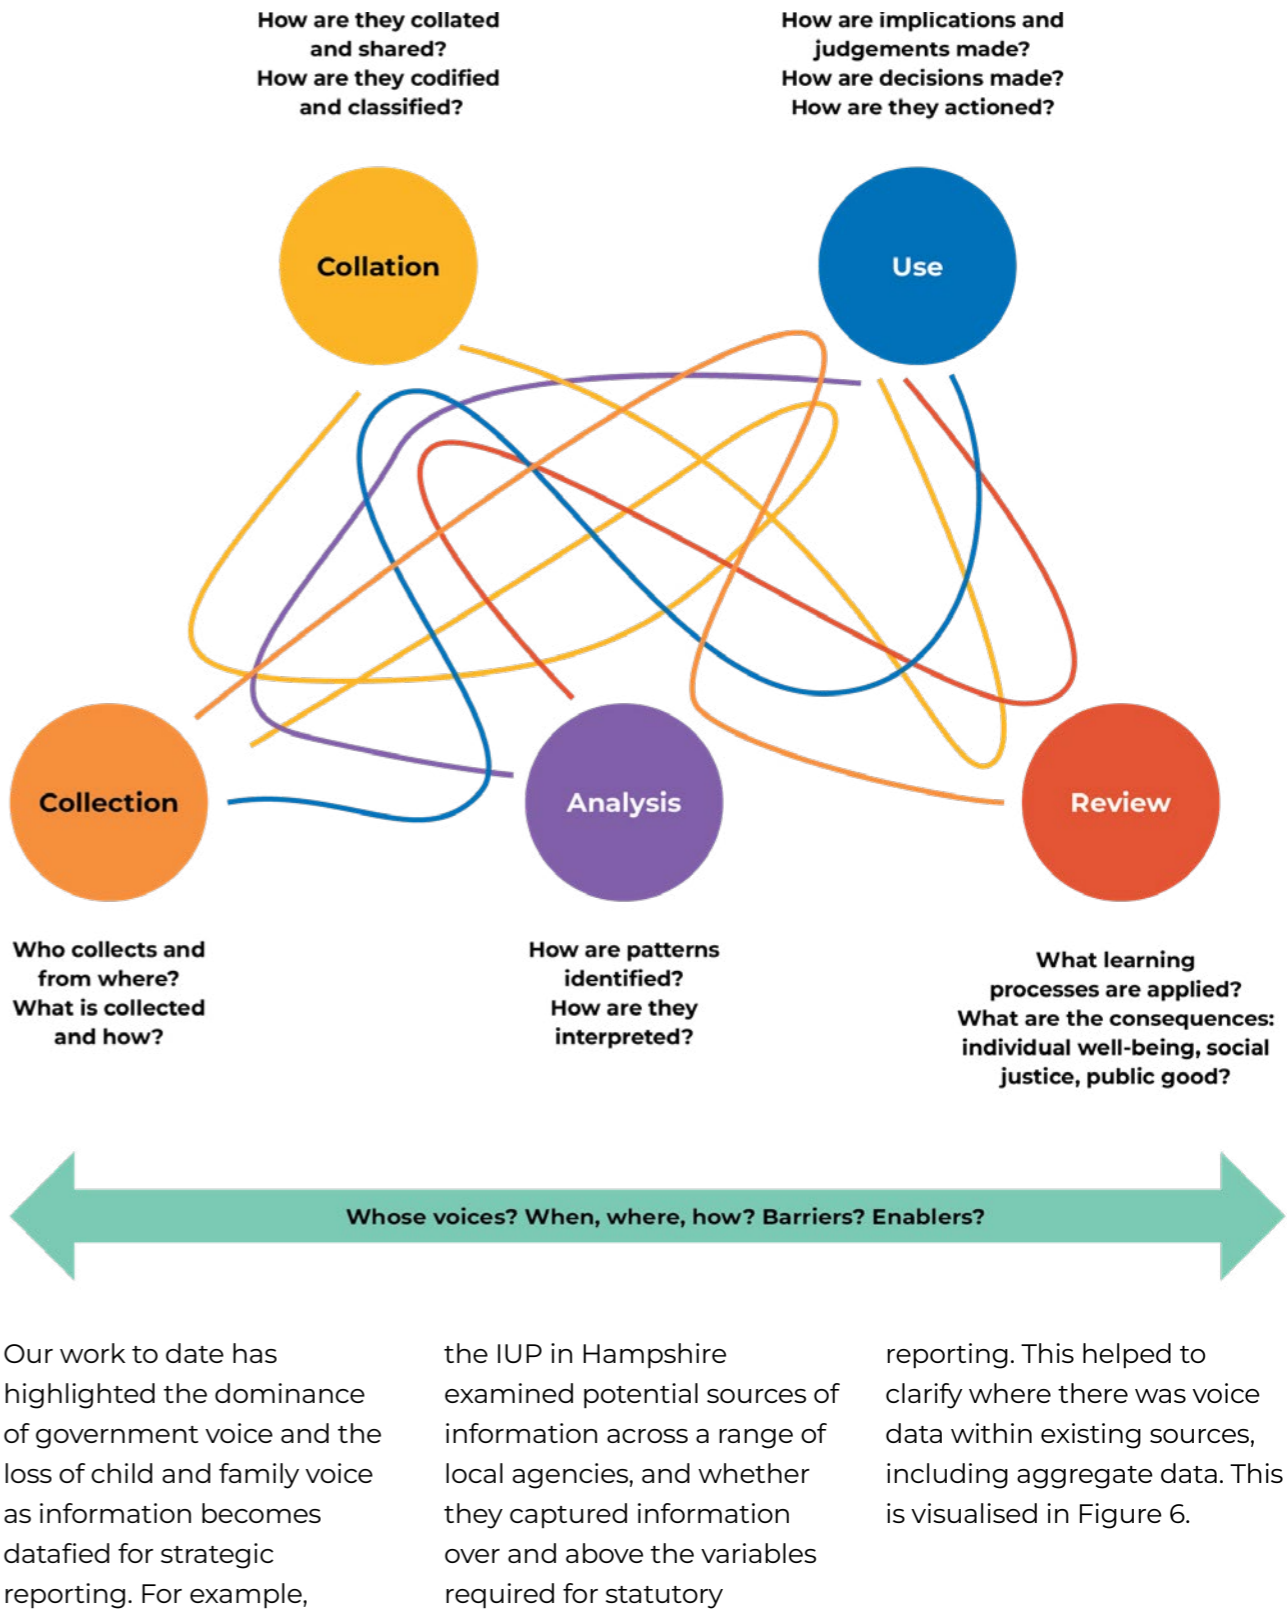 How are they collated
and shared?
How are they codified
and classified?
How are implications and
judgements made?
How are decisions made?
How are they actioned?
Collation
Use
Collection
Analysis
Review
Who collects and
from where?
What is collected
and how?
How are patterns
identified?
How are they
interpreted?
What learning
processes are applied?
What are the consequences:
individual well-being, social
justice, public good?
Whose voices? When, where, how? Barriers? Enablers?
Our work to date has
highlighted the dominance
of government voice and the
loss of child and family voice
as information becomes
datafied for strategic
reporting. For example,
the IUP in Hampshire
examined potential sources of
information across a range of
local agencies, and whether
they captured information
over and above the variables
required for statutory
reporting. This helped to
clarify where there was voice
data within existing sources,
including aggregate data. This
is visualised in Figure 6.